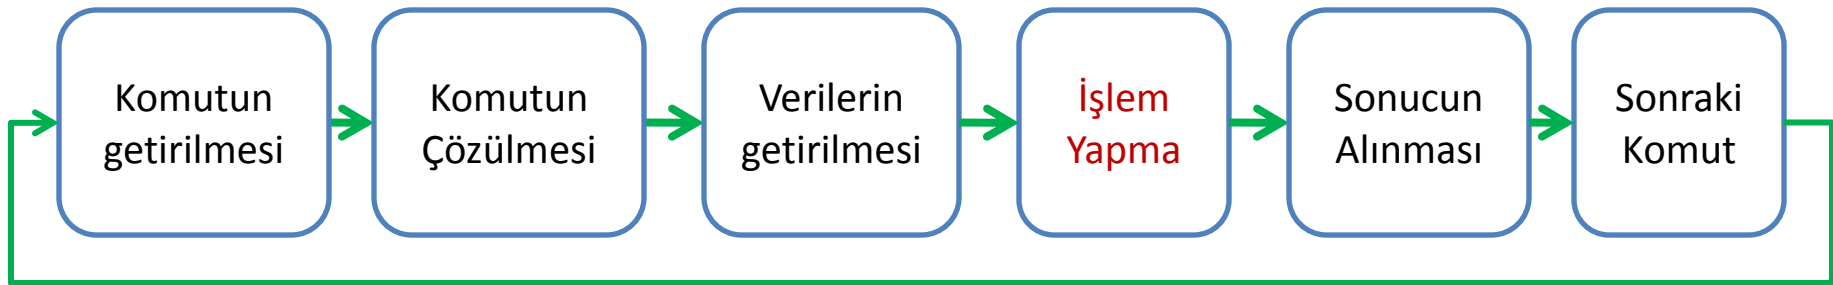 Komutun
getirilmesi
Komutun
Çözülmesi
Verilerin
getirilmesi
İşlem
Yapma
Sonucun
Alınması
Sonraki
Komut